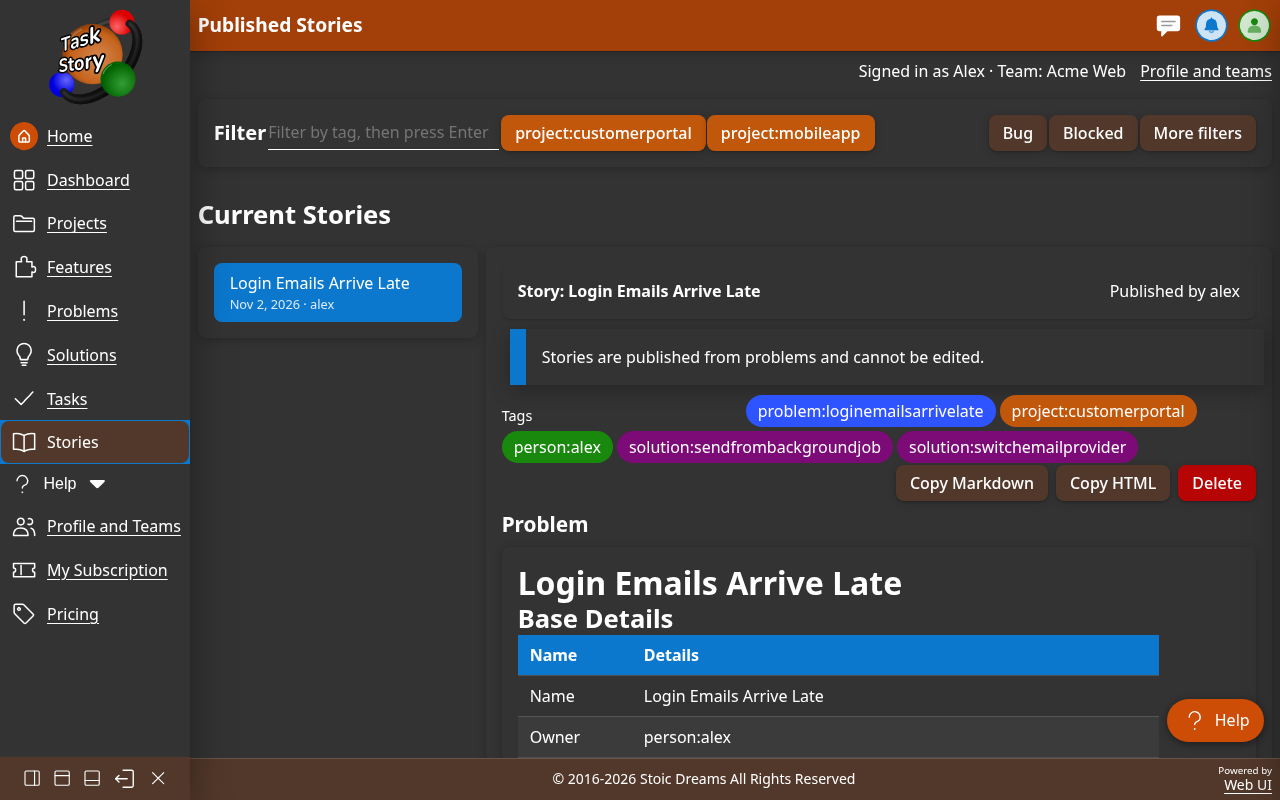 Task
Story
Published Stories
Signed in as Alex · Team: Acme Web Profile and teams
Home
Dashboard
Projects
Features
Problems
Solutions
Tasks
Stories
Help
Profile and Teams
My Subscription
Pricing
Filter Filter by tag, then press Enter project:customerportal project:mobileapp Bug Blocked More filters
Current Stories
Login Emails Arrive Late
Nov 2, 2026 · alex
Story: Login Emails Arrive Late Published by alex
Stories are published from problems and cannot be edited.
Tags problem:loginemailsarrivelate project:customerportal
person:alex solution:sendfrombackgroundjob solution:switchemailprovider
Copy Markdown Copy HTML Delete
Problem
Login Emails Arrive Late
Base Details
Name Details
Name Login Emails Arrive Late
Owner person:alex
Help
© 2016-2026 Stoic Dreams All Rights Reserved
Powered by
Web UI